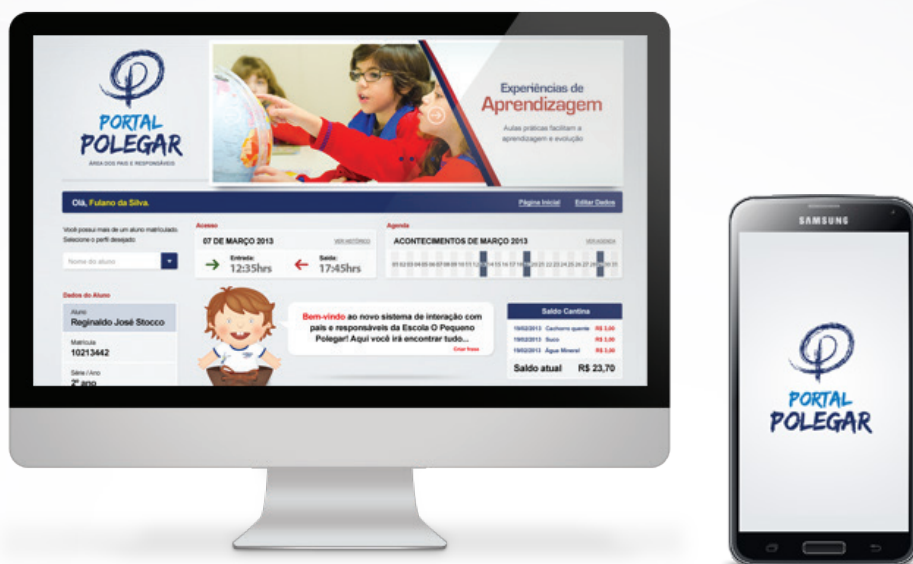 PORTAL
POLEGAR
ÁREA DOS PAIS E RESPONSÁVEIS
Experiências de
Aprendizagem
Aulas práticas facilitam a
aprendizagem e evolução
Olá, Fulano da Silva.
Página Inicial
Editar Dados
Você possui mais de um aluno matriculado.
Selecione o perfil desejado
Nome do aluno
Acesso
07 DE MARÇO 2013
VER HISTÓRICO
Entrada:
12:35hrs
Saída:
17:45hrs
Agenda
ACONTECIMENTOS DE MARÇO 2013
VER AGENDA
Dados do Aluno
Aluno
Reginaldo José Stocco
Matrícula
10213442
Série / Ano
2º ano
Bem-vindo ao novo sistema de interação com
pais e responsáveis da Escola O Pequeno
Polegar! Aqui você irá encontrar tudo...
Criar frase
Saldo Cantina
19/02/2013 Cachorro quente R$ 3,00
19/02/2013 Suco R$ 3,00
19/02/2013 Água Mineral R$ 3,00
Saldo atual R$ 23,70
SAMSUNG
PORTAL
POLEGAR